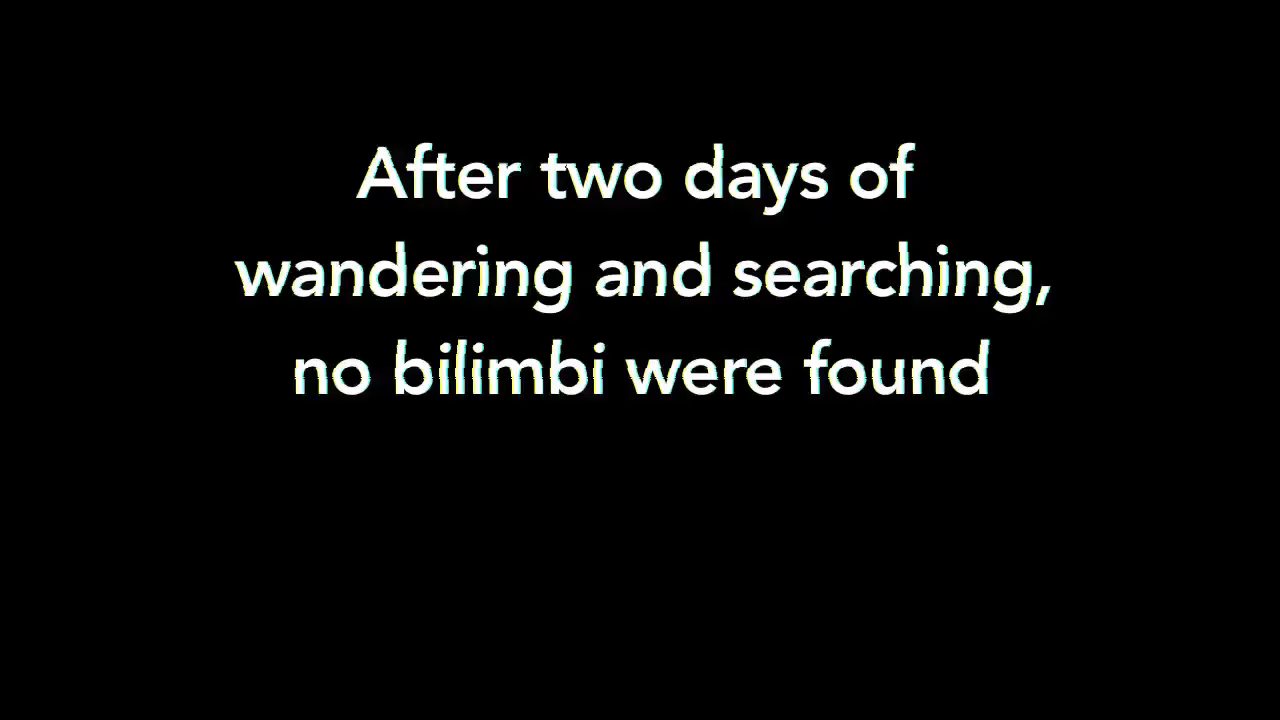 After two days of
wandering and searching,
no bilimbi were found